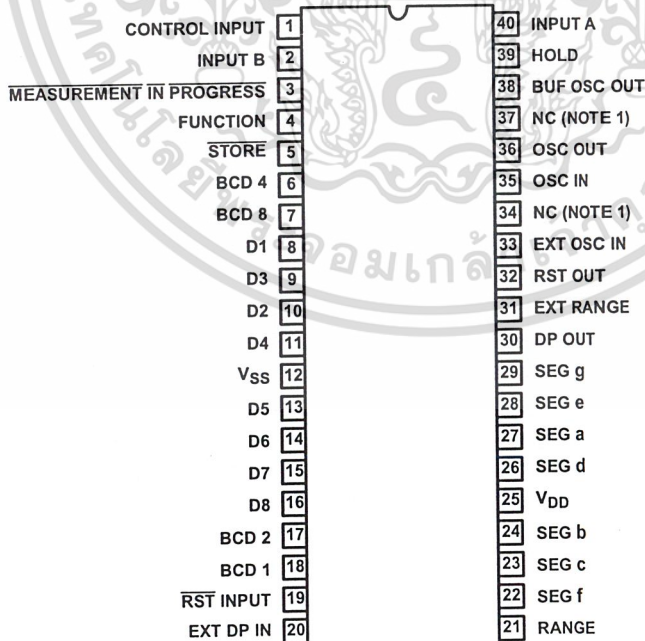 CONTROL INPUT 1
INPUT B 2
MEASUREMENT IN PROGRESS 3
FUNCTION 4
STORE 5
BCD 4 6
BCD 8 7
D1 8
D3 9
D2 10
D4 11
VSS 12
D5 13
D6 14
D7 15
D8 16
BCD 2 17
BCD 1 18
RST INPUT 19
EXT DP IN 20
40 INPUT A
39 HOLD
38 BUF OSC OUT
37 NC (NOTE 1)
36 OSC OUT
35 OSC IN
34 NC (NOTE 1)
33 EXT OSC IN
32 RST OUT
31 EXT RANGE
30 DP OUT
29 SEG g
28 SEG e
27 SEG a
26 SEG d
25 VDD
24 SEG b
23 SEG c
22 SEG f
21 RANGE